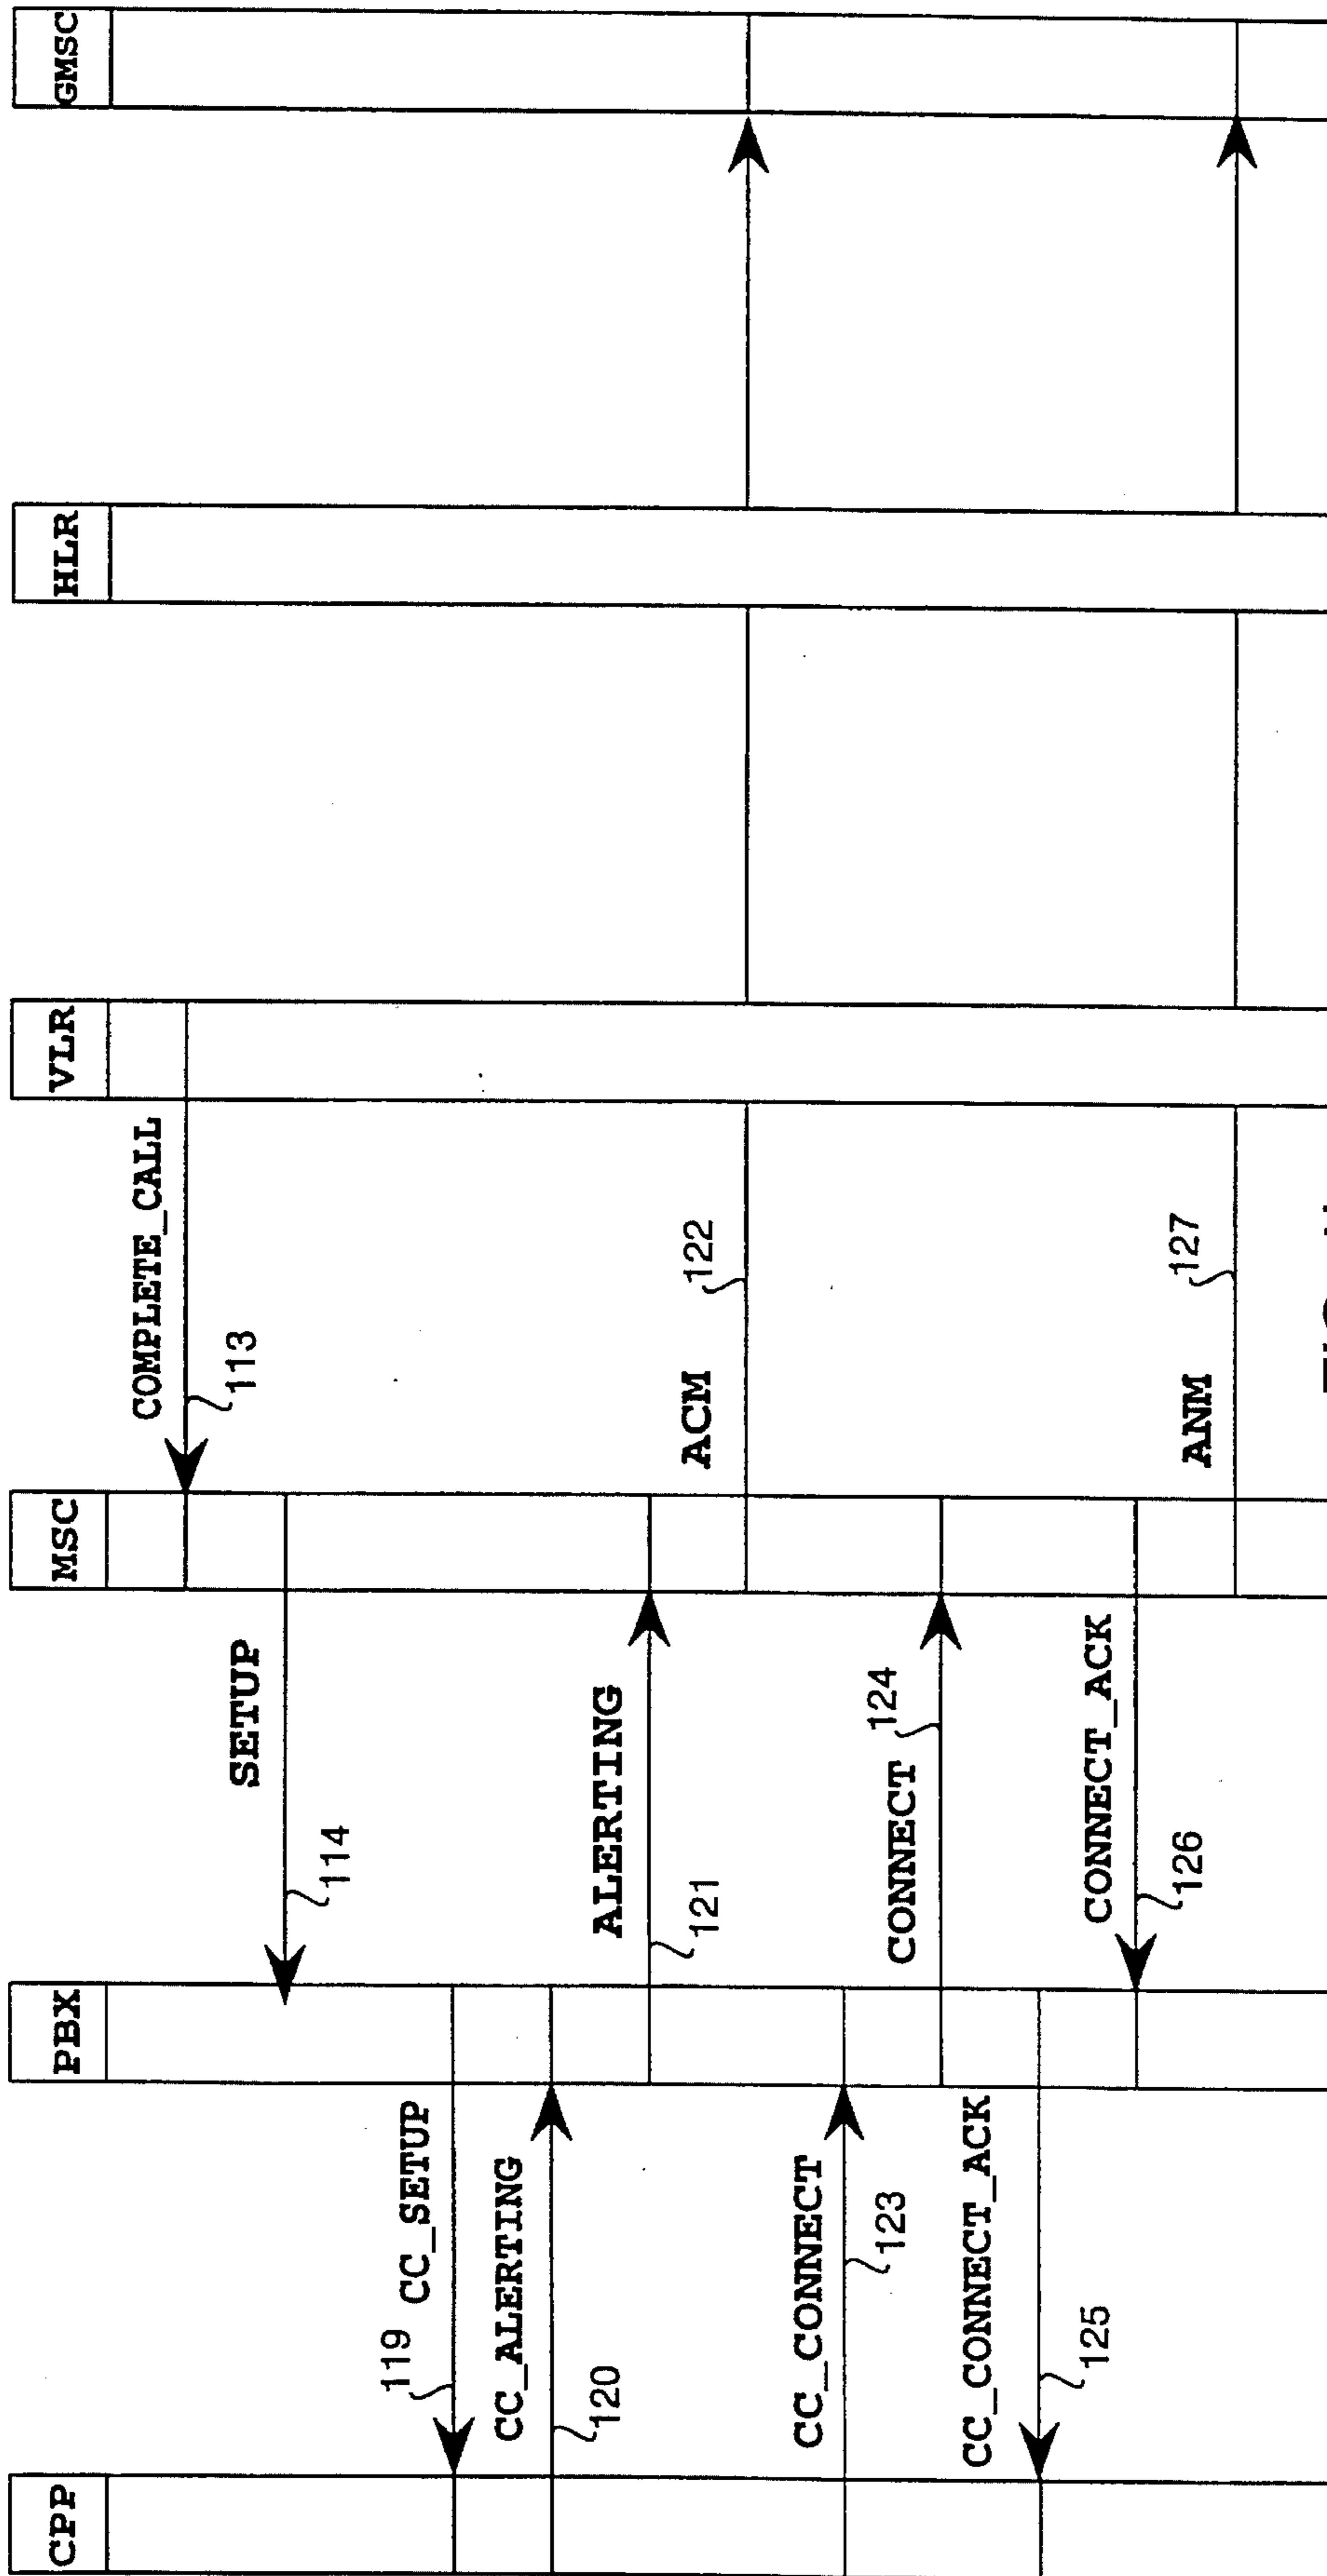 CPP
PBX
MSC
VLR
HLR
GMSC
COMPLETE_CALL
113
SETUP
114
119 CC_SETUP
CC_ALERTING
120
ALERTING
121
ACM
122
CC_CONNECT
123
CONNECT
124
CC_CONNECT_ACK
125
CONNECT_ACK
126
ANM
127